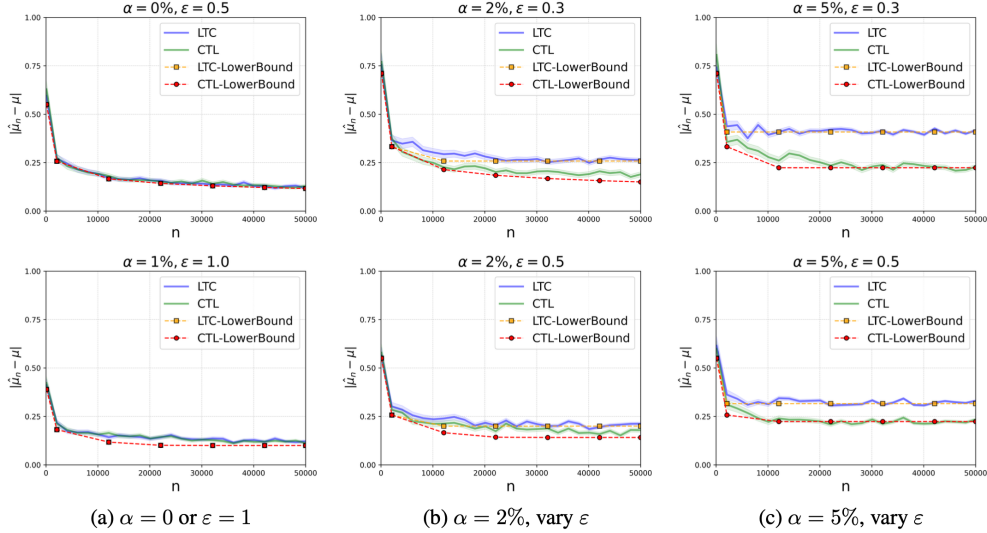 α = 0%, ε = 0.5
1.00
0.75
0.50
0.25
0.00
|μ̂ₙ − μ|
LTC
CTL
LTC-LowerBound
CTL-LowerBound
0 10000 20000 30000 40000 50000
n
α = 2%, ε = 0.3
1.00
0.75
0.50
0.25
0.00
|μ̂ₙ − μ|
LTC
CTL
LTC-LowerBound
CTL-LowerBound
0 10000 20000 30000 40000 50000
n
α = 5%, ε = 0.3
1.00
0.75
0.50
0.25
0.00
|μ̂ₙ − μ|
LTC
CTL
LTC-LowerBound
CTL-LowerBound
0 10000 20000 30000 40000 50000
n
α = 1%, ε = 1.0
1.00
0.75
0.50
0.25
0.00
|μ̂ₙ − μ|
LTC
CTL
LTC-LowerBound
CTL-LowerBound
0 10000 20000 30000 40000 50000
n
α = 2%, ε = 0.5
1.00
0.75
0.50
0.25
0.00
|μ̂ₙ − μ|
LTC
CTL
LTC-LowerBound
CTL-LowerBound
0 10000 20000 30000 40000 50000
n
α = 5%, ε = 0.5
1.00
0.75
0.50
0.25
0.00
|μ̂ₙ − μ|
LTC
CTL
LTC-LowerBound
CTL-LowerBound
0 10000 20000 30000 40000 50000
n
(a) α = 0 or ε = 1
(b) α = 2%, vary ε
(c) α = 5%, vary ε